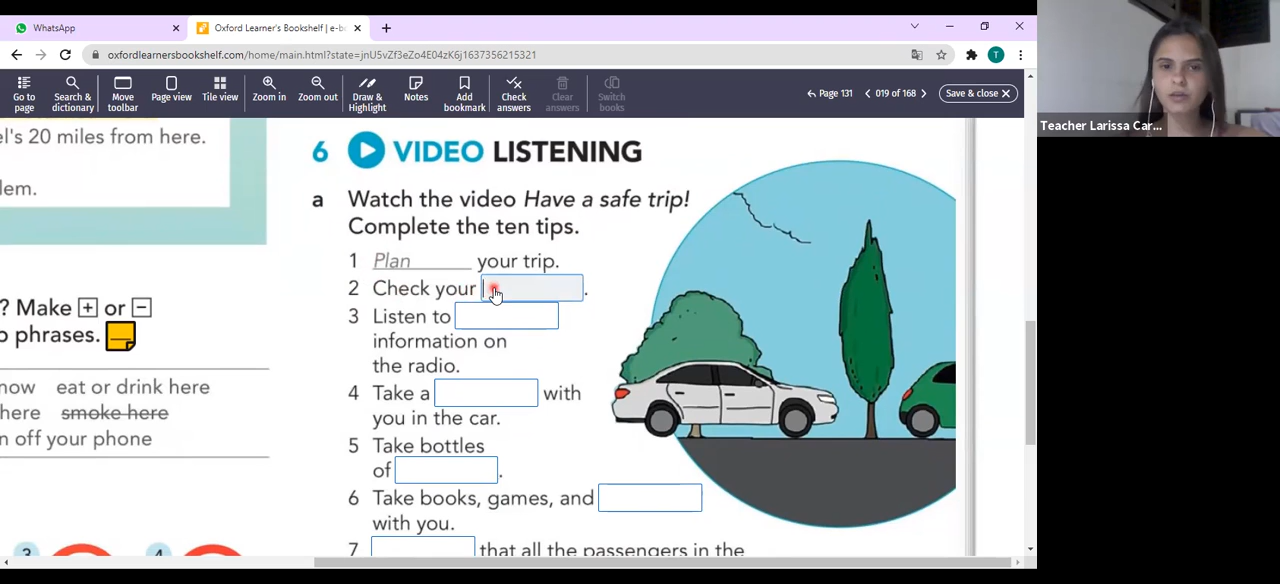 WhatsApp
Oxford Learner's Bookshelf | e-b
oxfordlearnersbookshelf.com/home/main.html?state=jnU5vZf3eZo4E04zK6j1637356215321
T
Go to page
Search & dictionary
Move toolbar
Page view
Tile view
Zoom in
Zoom out
Draw & Highlight
Notes
Add bookmark
Check answers
Clear answers
Switch books
Page 131
019 of 168
Save & close
Teacher Larissa Car...
el's 20 miles from here.
lem.
? Make + or −
o phrases.
now eat or drink here
here smoke here
n off your phone
3 4
6 VIDEO LISTENING
a Watch the video Have a safe trip!
Complete the ten tips.
1 Plan your trip.
2 Check your .
3 Listen to
information on
the radio.
4 Take a with
you in the car.
5 Take bottles
of .
6 Take books, games, and
with you.
7 that all the passengers in the